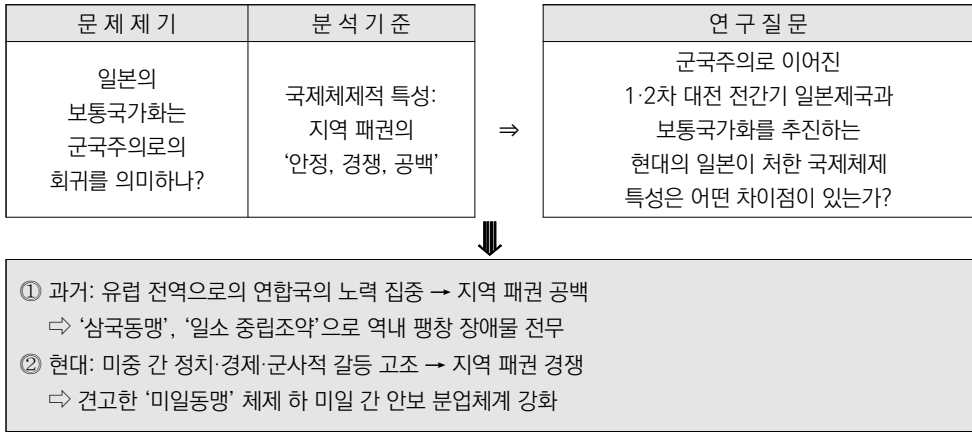 문 제 제 기
분 석 기 준
연 구 질 문
일본의
보통국가화는
군국주의로의
회귀를 의미하나?
국제체제적 특성:
지역 패권의
‘안정, 경쟁, 공백’
⇒
군국주의로 이어진
1·2차 대전 전간기 일본제국과
보통국가화를 추진하는
현대의 일본이 처한 국제체제
특성은 어떤 차이점이 있는가?
① 과거: 유럽 전역으로의 연합국의 노력 집중 → 지역 패권 공백
⇨ ‘삼국동맹’, ‘일소 중립조약’으로 역내 팽창 장애물 전무
② 현대: 미중 간 정치·경제·군사적 갈등 고조 → 지역 패권 경쟁
⇨ 견고한 ‘미일동맹’ 체제 하 미일 간 안보 분업체계 강화